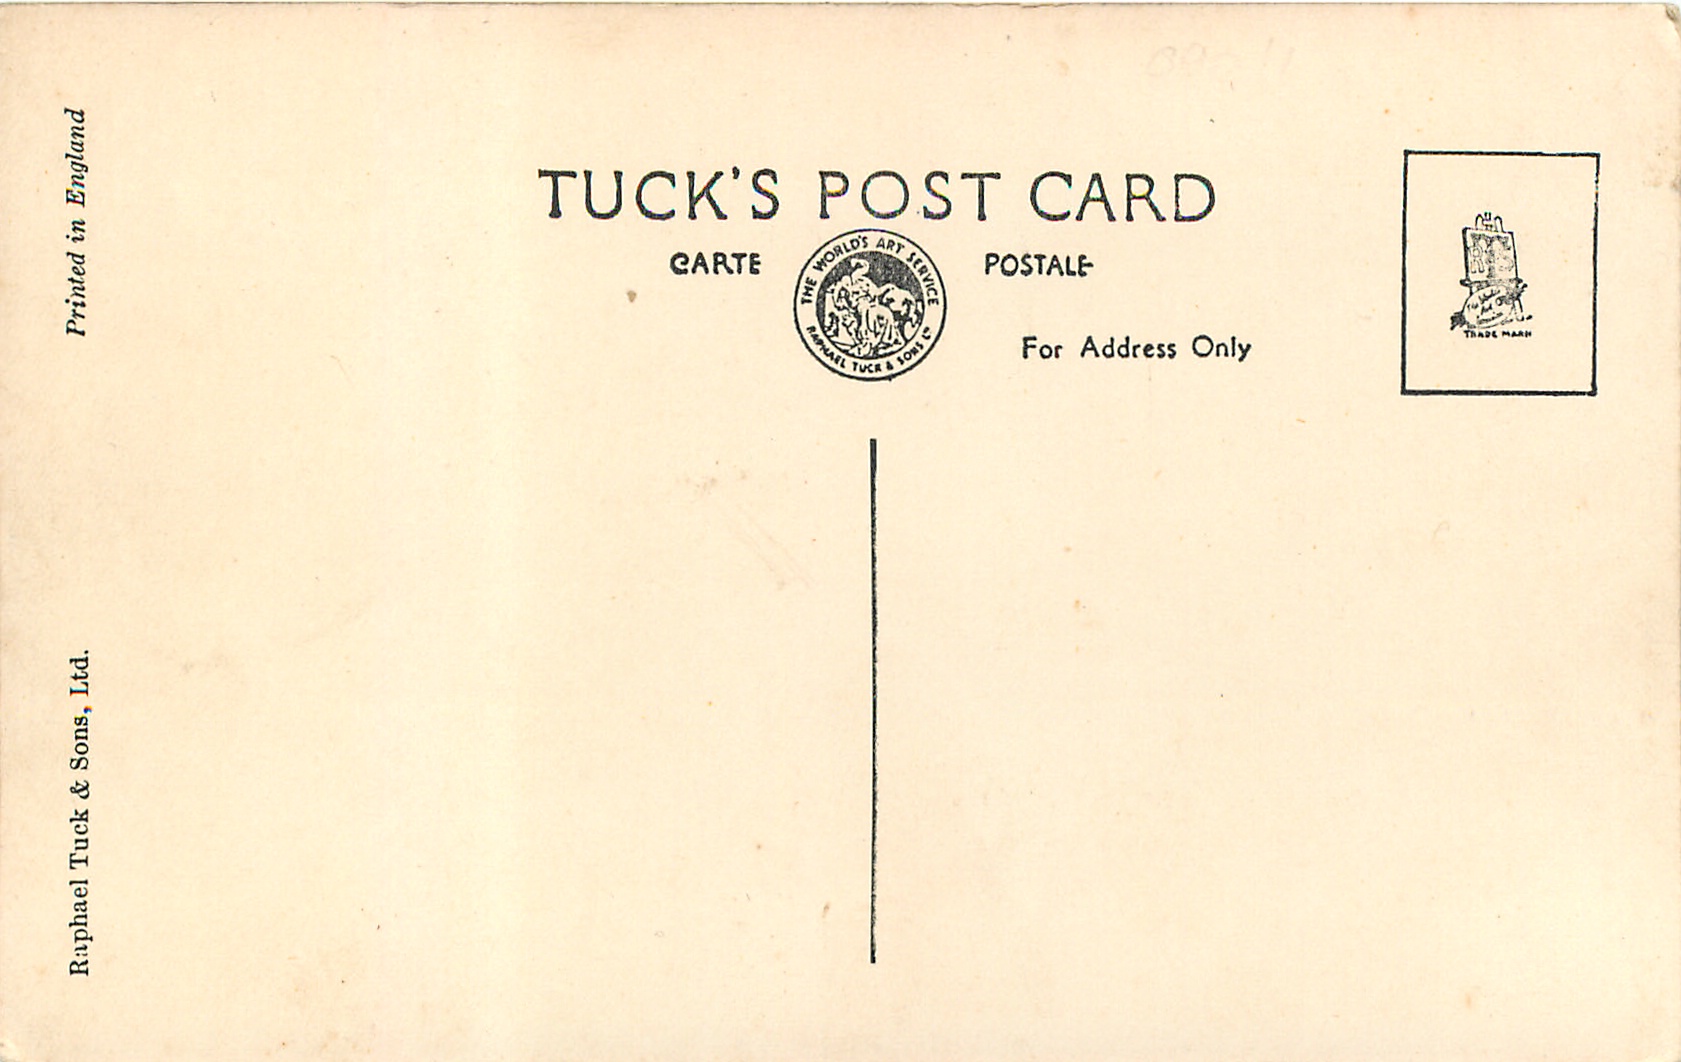 TUCK'S POST CARD
CARTE POSTALE
THE WORLD'S ART SERVICE
RAPHAEL TUCK & SONS LTD
For Address Only
TRADE MARK
Printed in England
Raphael Tuck & Sons, Ltd.